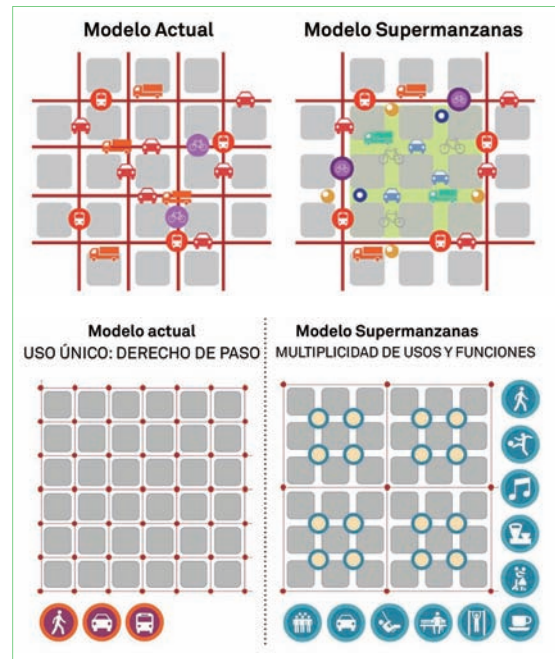 Modelo Actual
Modelo Supermanzanas
Modelo actual
USO ÚNICO: DERECHO DE PASO
Modelo Supermanzanas
MULTIPLICIDAD DE USOS Y FUNCIONES